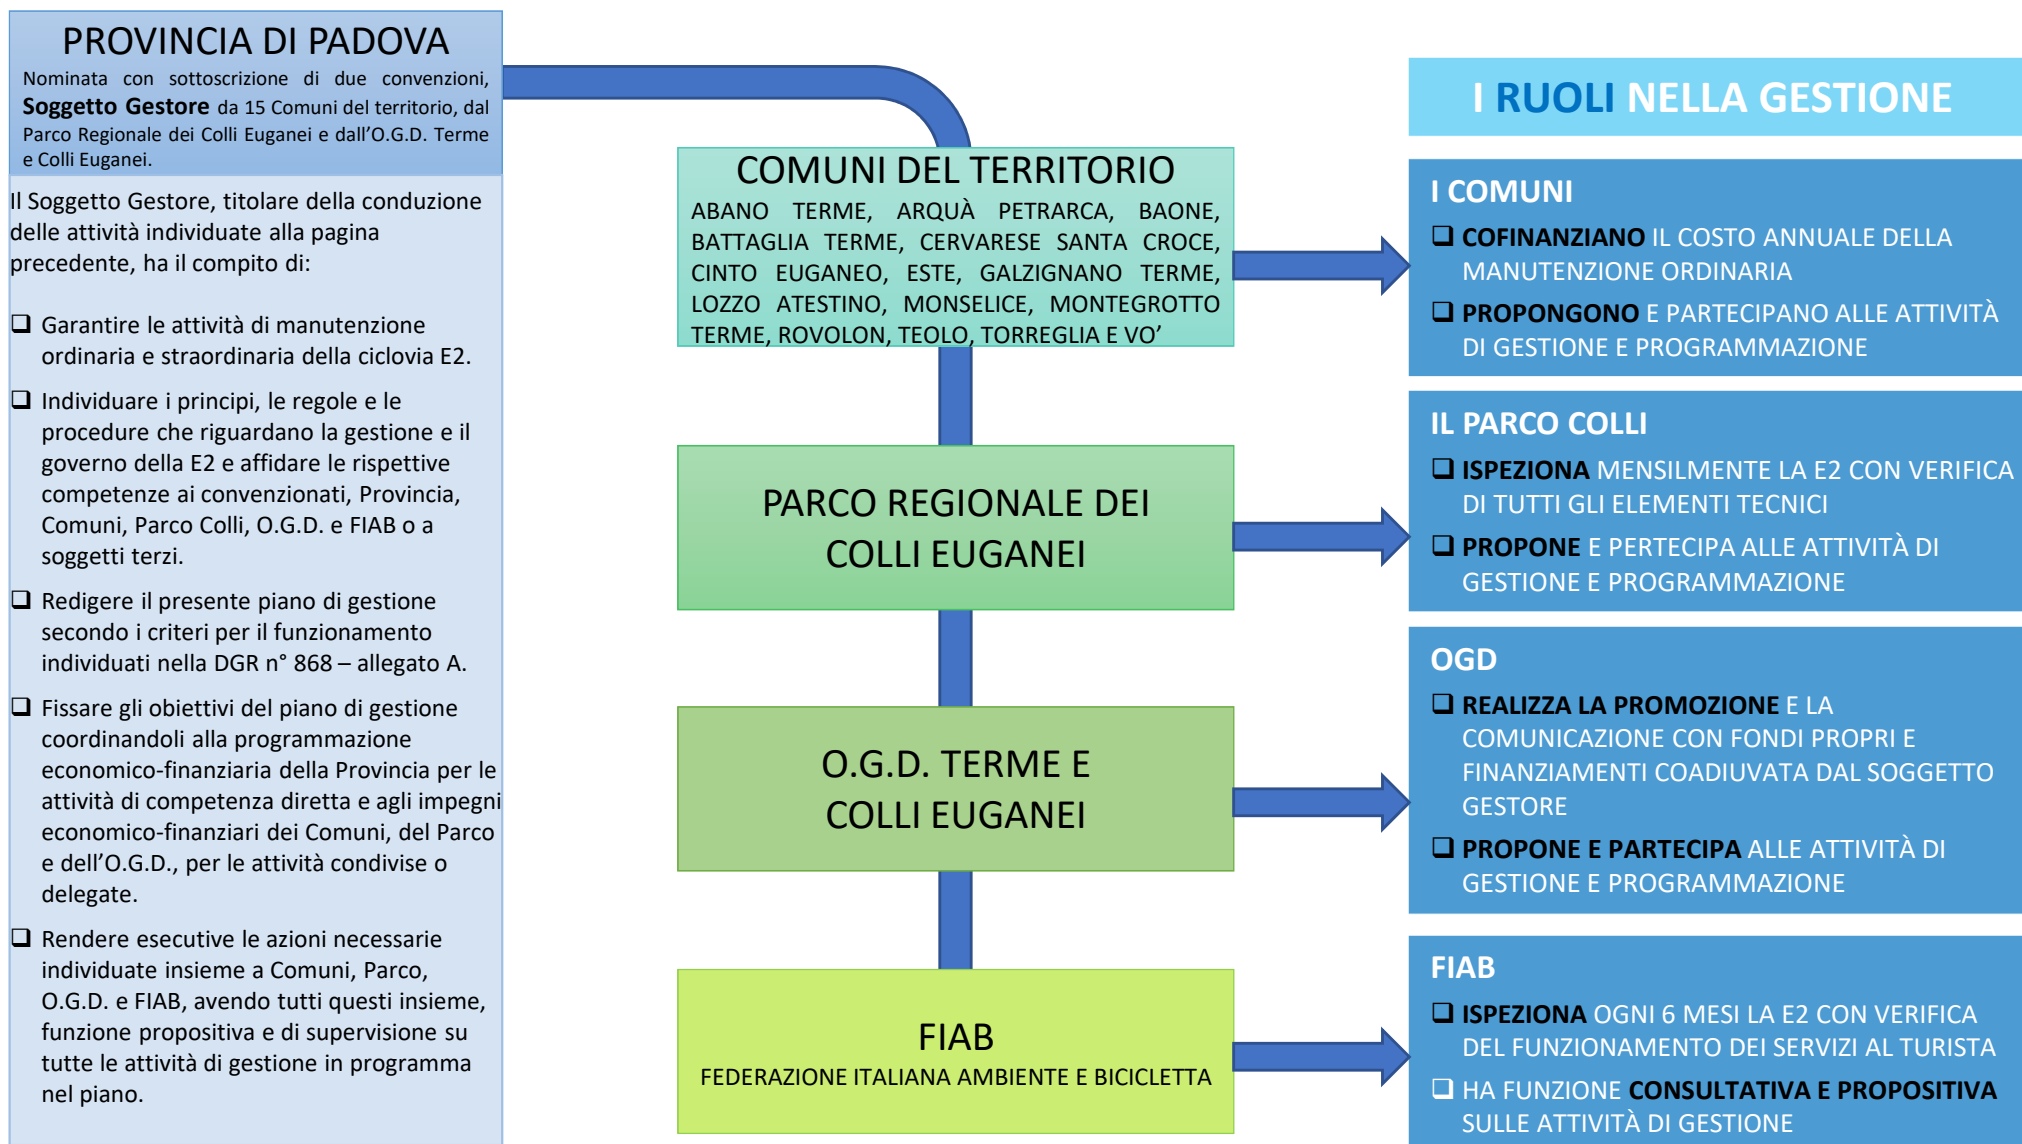 PROVINCIA DI PADOVA
Nominata con sottoscrizione di due convenzioni,
Soggetto Gestore da 15 Comuni del territorio, dal
Parco Regionale dei Colli Euganei e dall'O.G.D. Terme
e Colli Euganei.
Il Soggetto Gestore, titolare della conduzione
delle attività individuate alla pagina
precedente, ha il compito di:
❑ Garantire le attività di manutenzione
ordinaria e straordinaria della ciclovia E2.
❑ Individuare i principi, le regole e le
procedure che riguardano la gestione e il
governo della E2 e affidare le rispettive
competenze ai convenzionati, Provincia,
Comuni, Parco Colli, O.G.D. e FIAB o a
soggetti terzi.
❑ Redigere il presente piano di gestione
secondo i criteri per il funzionamento
individuati nella DGR n° 868 – allegato A.
❑ Fissare gli obiettivi del piano di gestione
coordinandoli alla programmazione
economico-finanziaria della Provincia per le
attività di competenza diretta e agli impegni
economico-finanziari dei Comuni, del Parco
e dell'O.G.D., per le attività condivise o
delegate.
❑ Rendere esecutive le azioni necessarie
individuate insieme a Comuni, Parco,
O.G.D. e FIAB, avendo tutti questi insieme,
funzione propositiva e di supervisione su
tutte le attività di gestione in programma
nel piano.
COMUNI DEL TERRITORIO
ABANO TERME, ARQUÀ PETRARCA, BAONE,
BATTAGLIA TERME, CERVARESE SANTA CROCE,
CINTO EUGANEO, ESTE, GALZIGNANO TERME,
LOZZO ATESTINO, MONSELICE, MONTEGROTTO
TERME, ROVOLON, TEOLO, TORREGLIA E VO'
PARCO REGIONALE DEI
COLLI EUGANEI
O.G.D. TERME E
COLLI EUGANEI
FIAB
FEDERAZIONE ITALIANA AMBIENTE E BICICLETTA
I RUOLI NELLA GESTIONE
I COMUNI
❑ COFINANZIANO IL COSTO ANNUALE DELLA
MANUTENZIONE ORDINARIA
❑ PROPONGONO E PARTECIPANO ALLE ATTIVITÀ
DI GESTIONE E PROGRAMMAZIONE
IL PARCO COLLI
❑ ISPEZIONA MENSILMENTE LA E2 CON VERIFICA
DI TUTTI GLI ELEMENTI TECNICI
❑ PROPONE E PERTECIPA ALLE ATTIVITÀ DI
GESTIONE E PROGRAMMAZIONE
OGD
❑ REALIZZA LA PROMOZIONE E LA
COMUNICAZIONE CON FONDI PROPRI E
FINANZIAMENTI COADIUVATA DAL SOGGETTO
GESTORE
❑ PROPONE E PARTECIPA ALLE ATTIVITÀ DI
GESTIONE E PROGRAMMAZIONE
FIAB
❑ ISPEZIONA OGNI 6 MESI LA E2 CON VERIFICA
DEL FUNZIONAMENTO DEI SERVIZI AL TURISTA
❑ HA FUNZIONE CONSULTATIVA E PROPOSITIVA
SULLE ATTIVITÀ DI GESTIONE